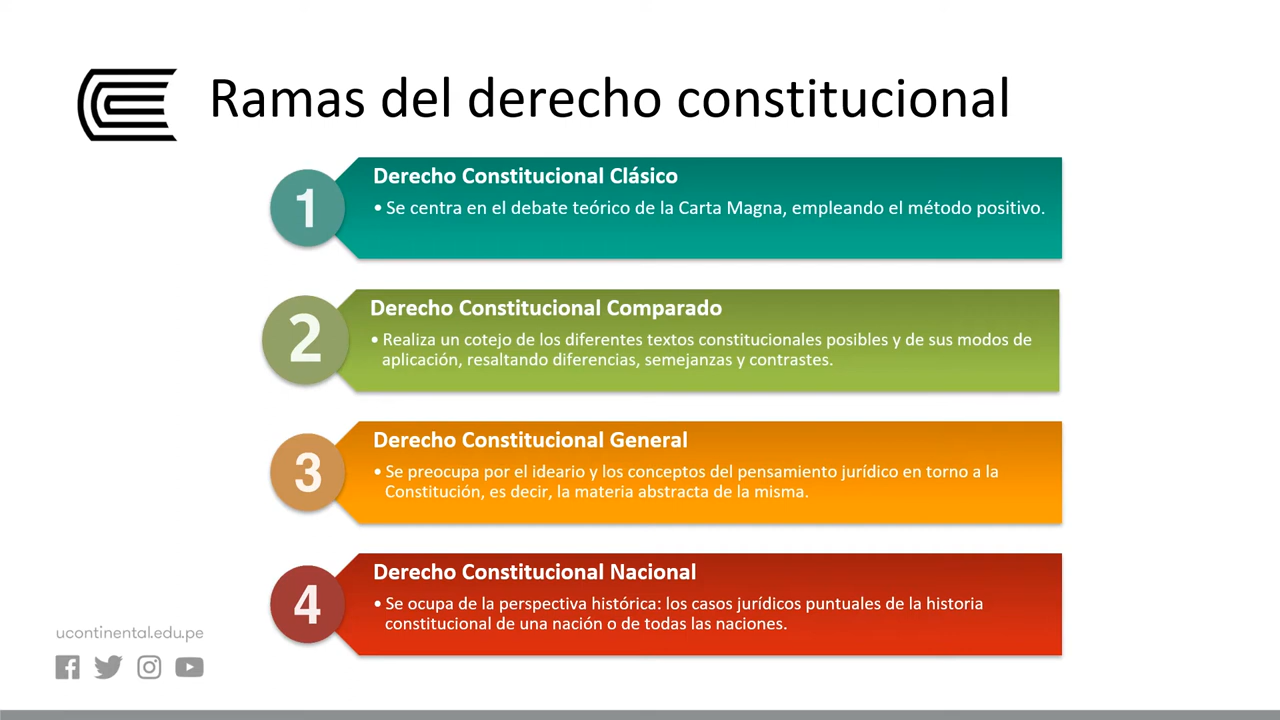 Ramas del derecho constitucional
1
Derecho Constitucional Clásico
• Se centra en el debate teórico de la Carta Magna, empleando el método positivo.
2
Derecho Constitucional Comparado
• Realiza un cotejo de los diferentes textos constitucionales posibles y de sus modos de
aplicación, resaltando diferencias, semejanzas y contrastes.
3
Derecho Constitucional General
• Se preocupa por el ideario y los conceptos del pensamiento jurídico en torno a la
Constitución, es decir, la materia abstracta de la misma.
4
Derecho Constitucional Nacional
• Se ocupa de la perspectiva histórica: los casos jurídicos puntuales de la historia
constitucional de una nación o de todas las naciones.
ucontinental.edu.pe